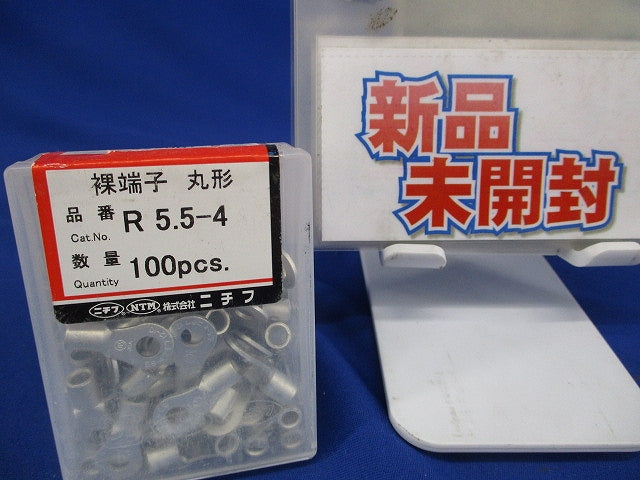 裸端子 丸形
品番 R 5.5-4
Cat.No.
数量 100pcs.
Quantity
ニチフ NTM 株式会社 ニチフ
新品
未開封